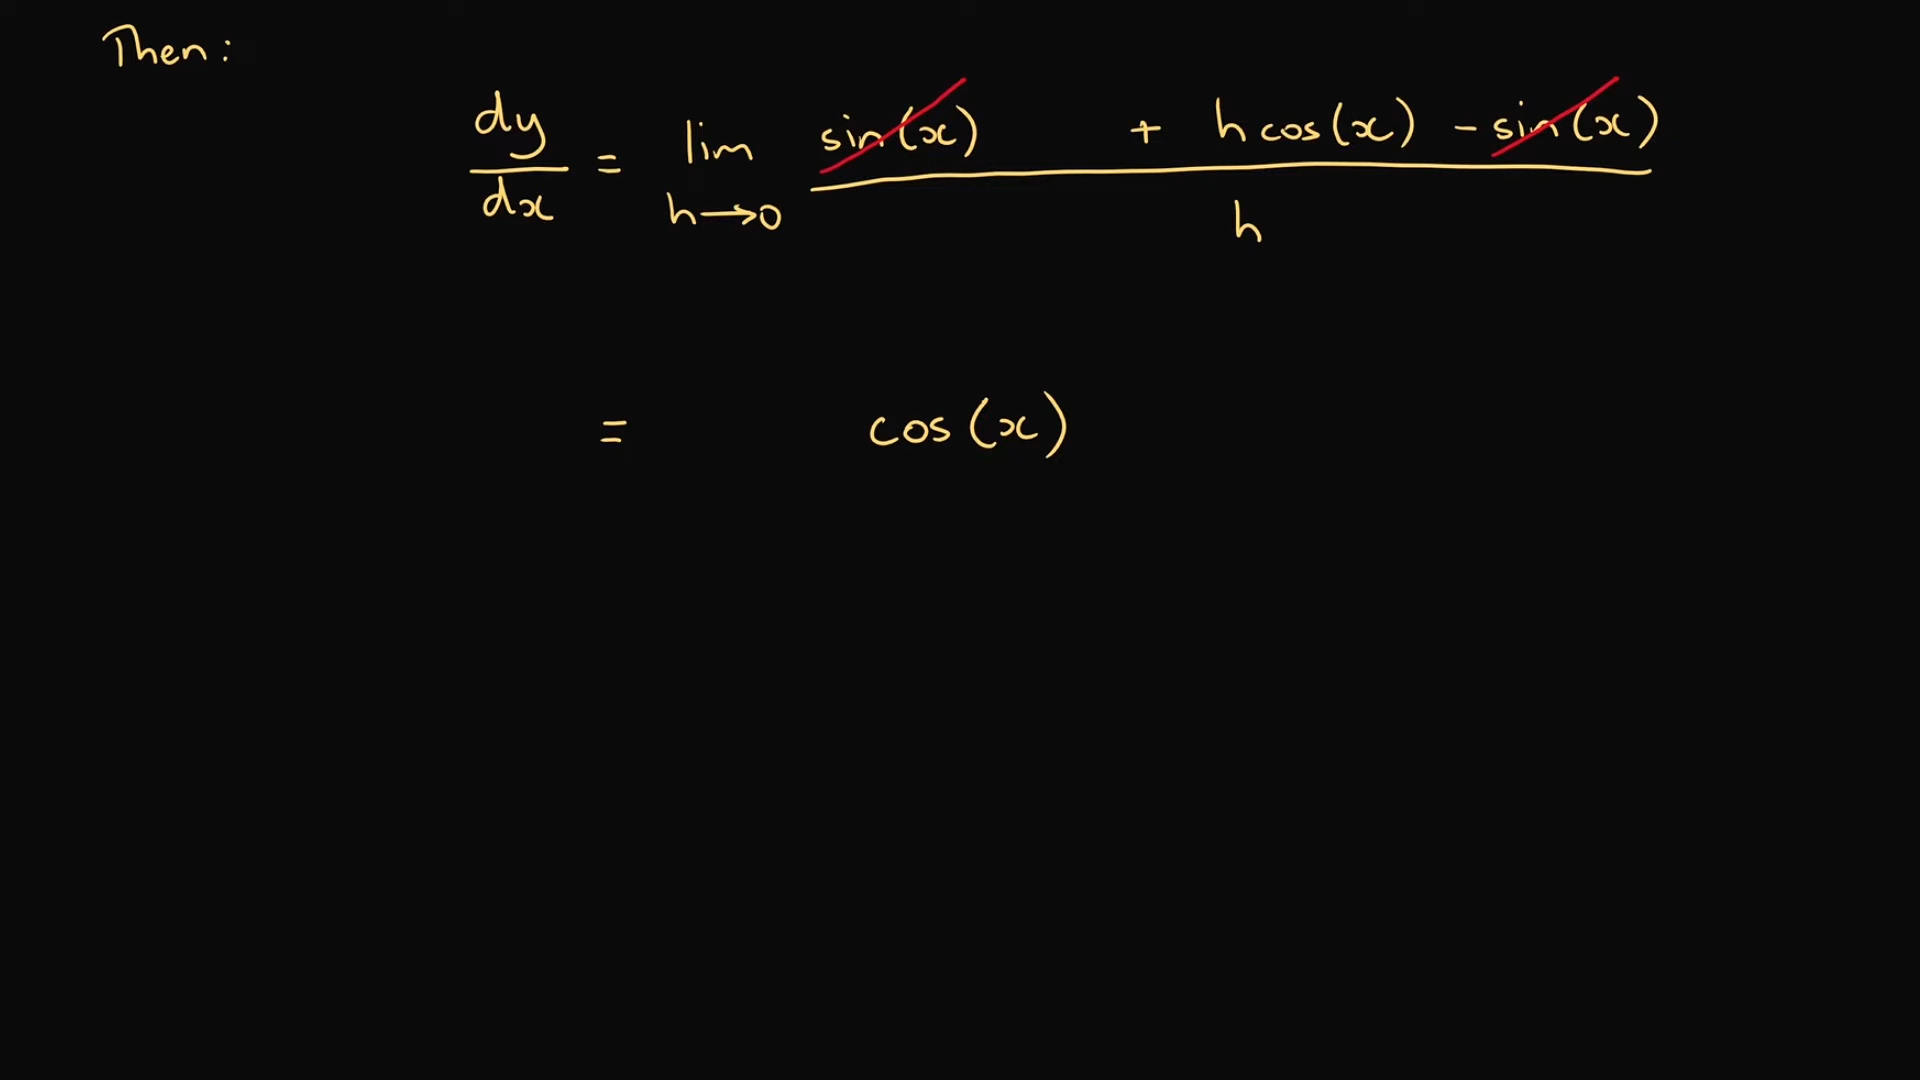 Then:
dy/dx = lim h→0 (sin(x) + h cos(x) - sin(x))/h
= cos(x)